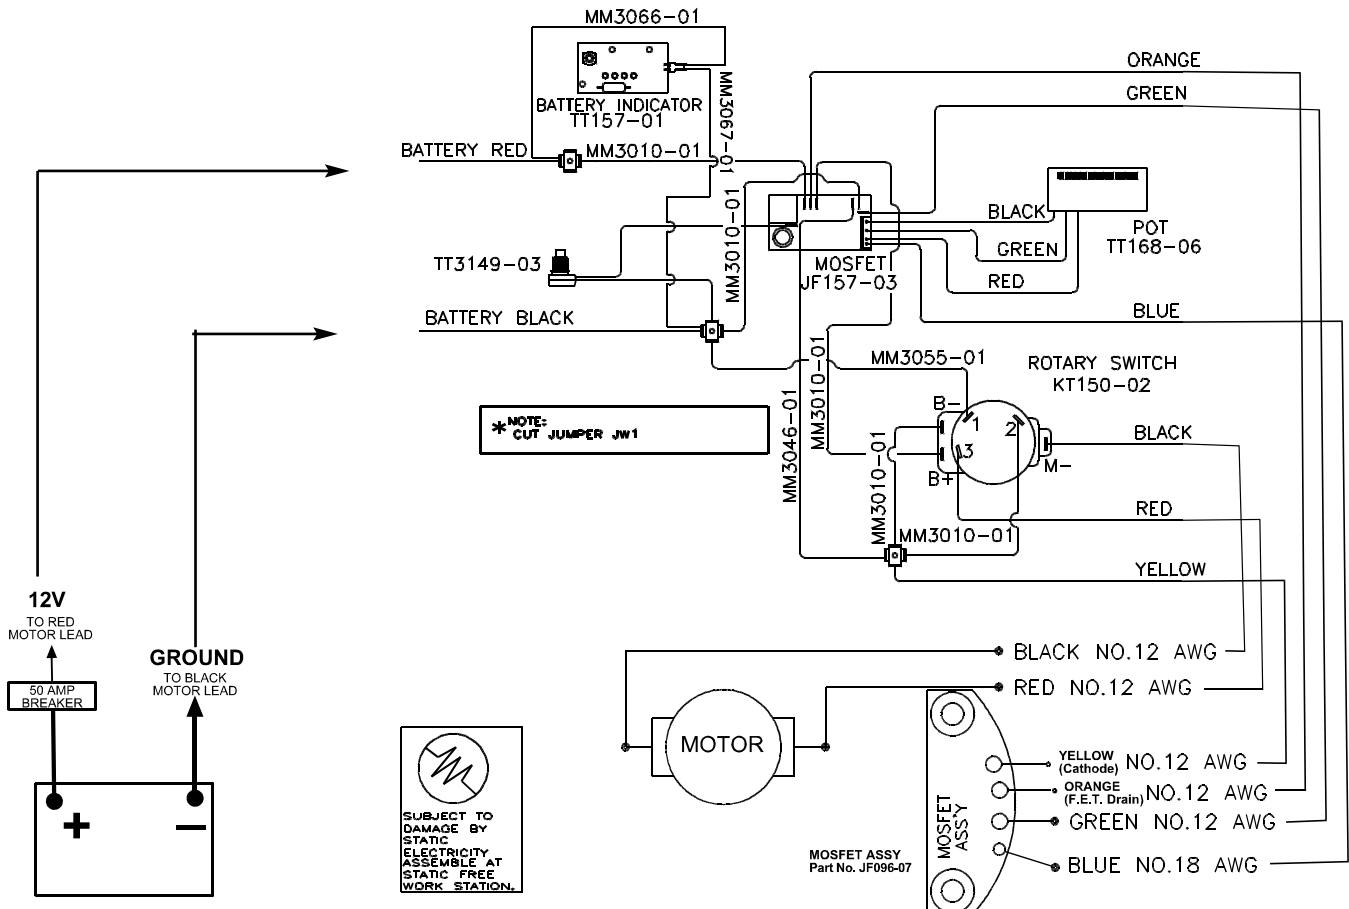 MM3066-01
ORANGE
GREEN
BATTERY INDICATOR
TT157-01
MM3067-01
BATTERY RED
MM3010-01
MM3010-01
BLACK
POT
TT168-06
GREEN
RED
TT3149-03
MOSFET
JF157-03
BATTERY BLACK
BLUE
MM3055-01
ROTARY SWITCH
KT150-02
MM3010-01
MM3046-01
*NOTE:
CUT JUMPER JW1
B-
1
2
3
B+
M-
BLACK
MM3010-01
RED
MM3010-01
YELLOW
12V
TO RED
MOTOR LEAD
50 AMP
BREAKER
GROUND
TO BLACK
MOTOR LEAD
+
−
BLACK NO.12 AWG
RED NO.12 AWG
MOTOR
YELLOW
(Cathode) NO.12 AWG
ORANGE
(F.E.T. Drain) NO.12 AWG
GREEN NO.12 AWG
BLUE NO.18 AWG
MOSFET
ASS'Y
MOSFET ASSY
Part No. JF096-07
SUBJECT TO
DAMAGE BY
STATIC
ELECTRICITY
ASSEMBLE AT
STATIC FREE
WORK STATION.